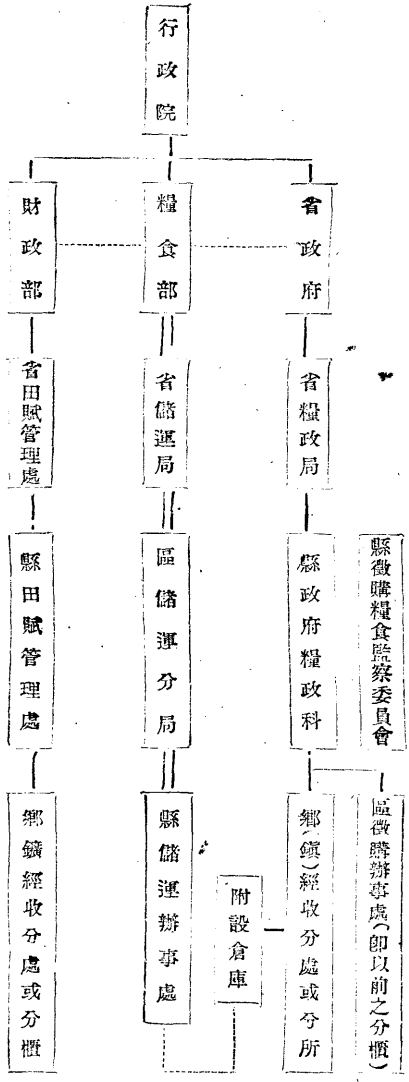 行政院
省政府
糧食部
財政部
省糧政局
省儲運局
省田賦管理處
縣徵購糧食監察委員會
縣政府糧政科
區儲運分局
縣田賦管理處
區徵購辦事處(卽以前之分櫃)
鄉(鎮)經收分處或分所
附設倉庫
縣儲運辦事處
鄉鎮經收分處或分櫃